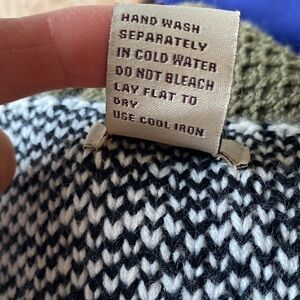 HAND WASH
SEPARATELY
IN COLD WATER
DO NOT BLEACH
LAY FLAT TO
DRY
USE COOL IRON